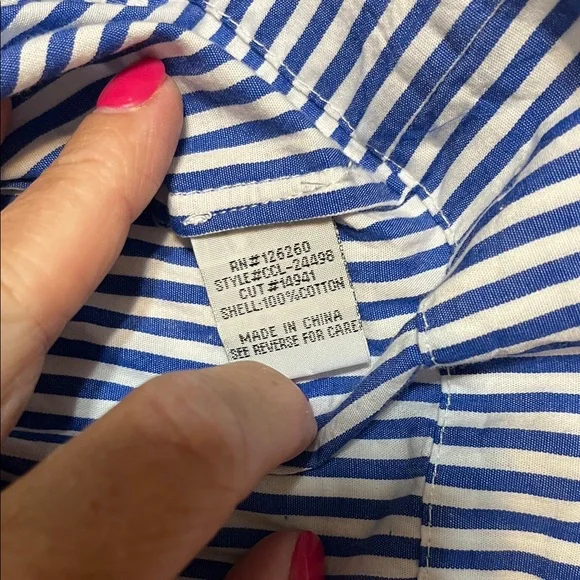 RN#126260
STYLE#CCL-24498
CUT #14941
SHELL:100%COTTON
MADE IN CHINA
SEE REVERSE FOR CARE